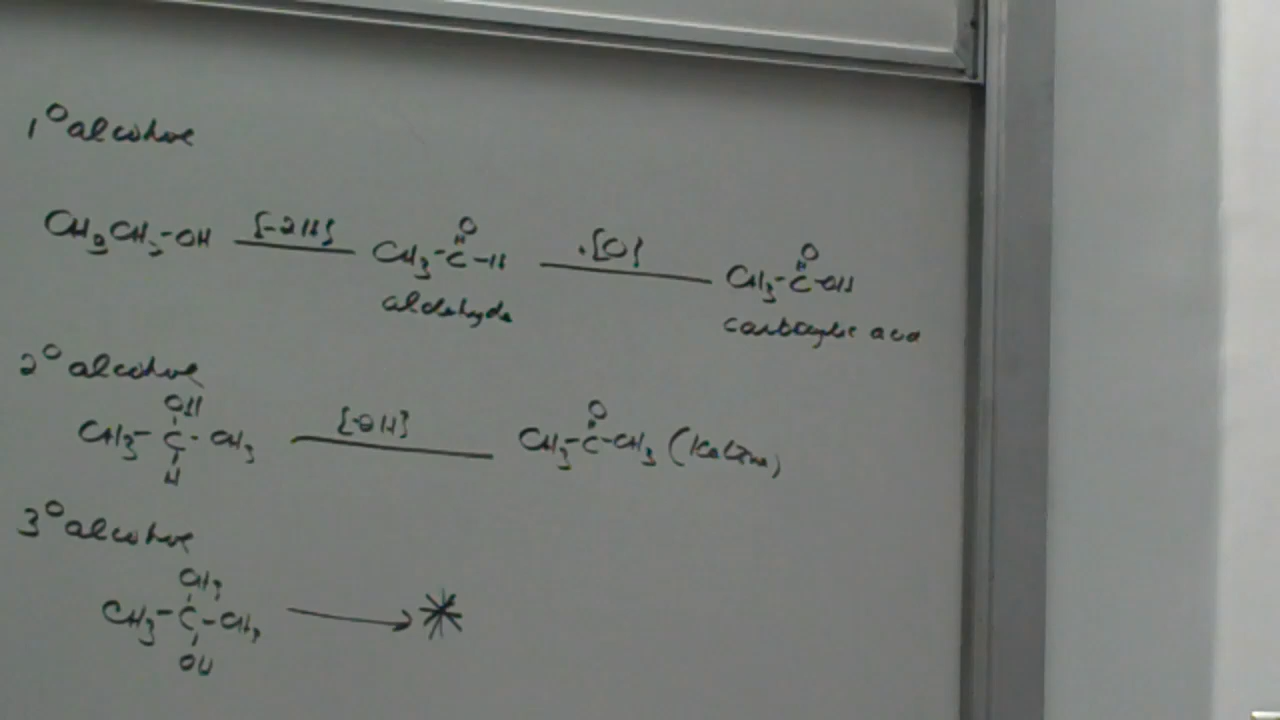 1° alcohol
O O
CH3CH2-OH [-2H] CH3-C-H [O] CH3-C-OH
aldehyde carboxylic acid
2° alcohol
OH O
CH3-C-CH3 [-2H] CH3-C-CH3 (Ketone)
H
3° alcohol
CH3
CH3-C-CH3
OH